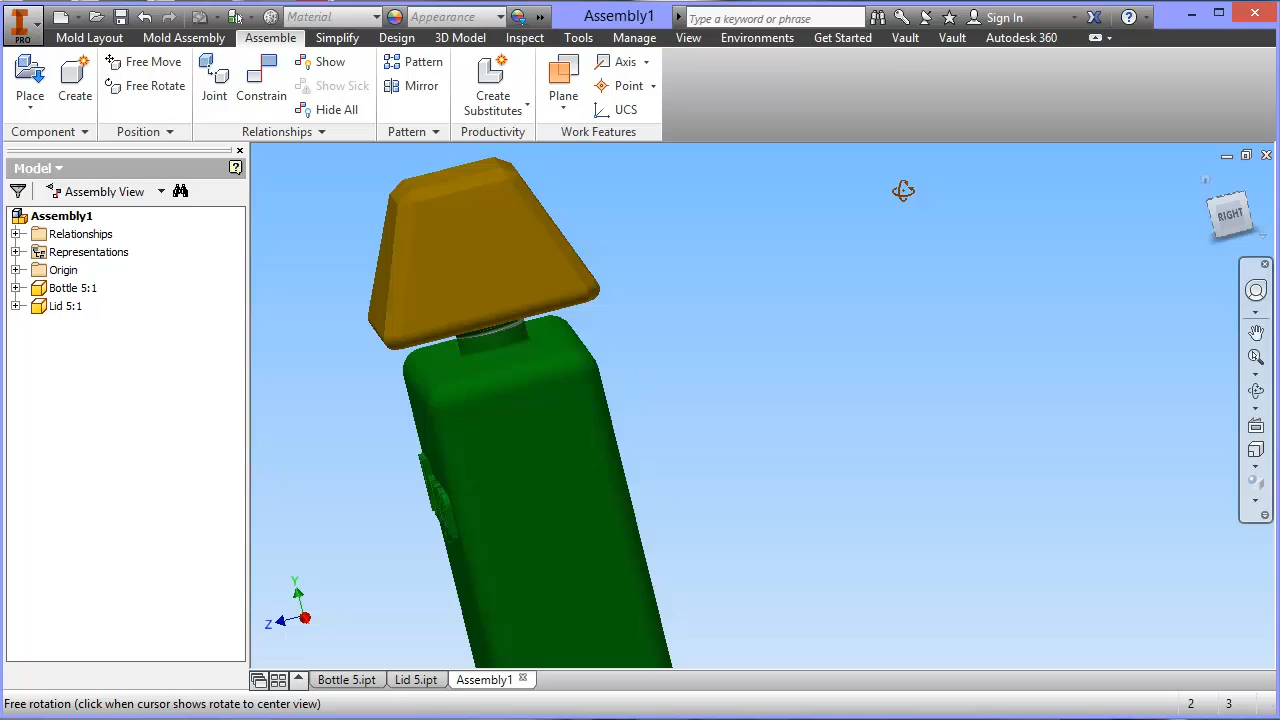 Material
Appearance
Assembly1
Type a keyword or phrase
Sign In
PRO
Mold Layout
Mold Assembly
Assemble
Simplify
Design
3D Model
Inspect
Tools
Manage
View
Environments
Get Started
Vault
Vault
Autodesk 360
Place
Create
Free Move
Free Rotate
Joint
Constrain
Show
Show Sick
Hide All
Pattern
Mirror
Create
Substitutes
Plane
Axis
Point
UCS
Component
Position
Relationships
Pattern
Productivity
Work Features
Model
Assembly View
Assembly1
Relationships
Representations
Origin
Bottle 5:1
Lid 5:1
RIGHT
Y
Z
Bottle 5.ipt
Lid 5.ipt
Assembly1
Free rotation (click when cursor shows rotate to center view)
2
3